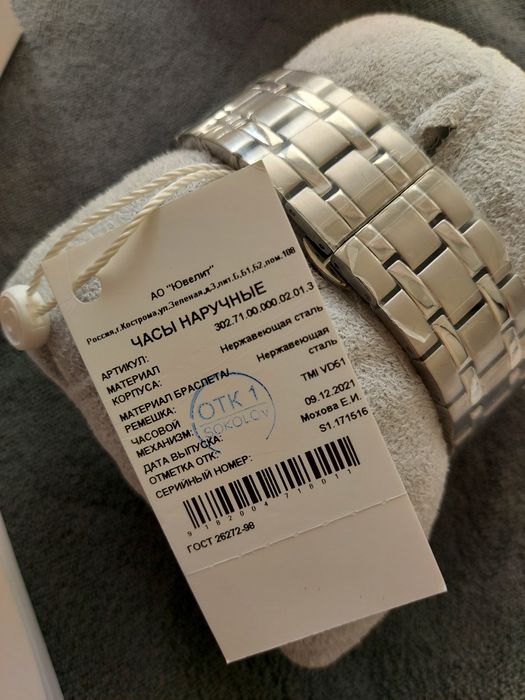 АО "Ювелит"
Россия,г.Кострома,ул.Зеленая,д.3,лит.Б,Б1,Б2,пом.188
ЧАСЫ НАРУЧНЫЕ
АРТИКУЛ: 302.71.00.000.02.01.3
МАТЕРИАЛ Нержавеющая сталь
КОРПУСА:
МАТЕРИАЛ БРАСЛЕТА/ Нержавеющая
РЕМЕШКА: сталь
ЧАСОВОЙ TMI VD51
МЕХАНИЗМ:
ДАТА ВЫПУСКА: 09.12.2021
ОТМЕТКА ОТК: Мохова Е.И.
СЕРИЙНЫЙ НОМЕР: S1.171516
ОТК 1
SOKOLOV
9182004718011
ГОСТ 26272-98